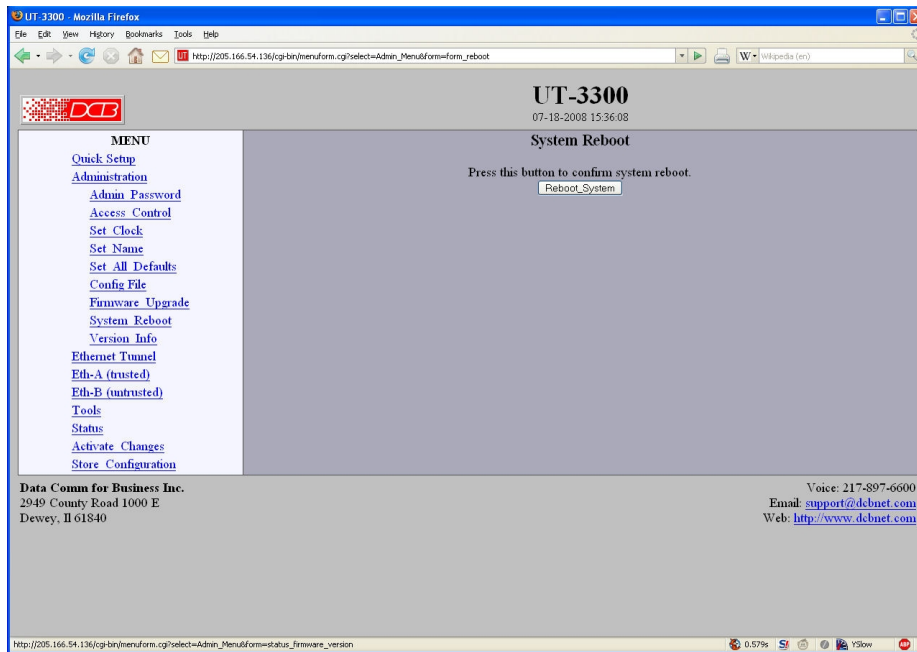 UT-3300 - Mozilla Firefox
File Edit View History Bookmarks Tools Help
http://205.166.54.136/cgi-bin/menuform.cgi?select=Admin_Menu&form=form_reboot
W Wikipedia (en)
DCB
UT-3300
07-18-2008 15:36:08
MENU
Quick Setup
Administration
Admin Password
Access Control
Set Clock
Set Name
Set All Defaults
Config File
Firmware Upgrade
System Reboot
Version Info
Ethernet Tunnel
Eth-A (trusted)
Eth-B (untrusted)
Tools
Status
Activate Changes
Store Configuration
System Reboot
Press this button to confirm system reboot.
Reboot_System
Data Comm for Business Inc.
2949 County Road 1000 E
Dewey, Il 61840
Voice: 217-897-6600
Email: support@dcbnet.com
Web: http://www.dcbnet.com
http://205.166.54.136/cgi-bin/menuform.cgi?select=Admin_Menu&form=status_firmware_version
0.579s
YSlow
ABP